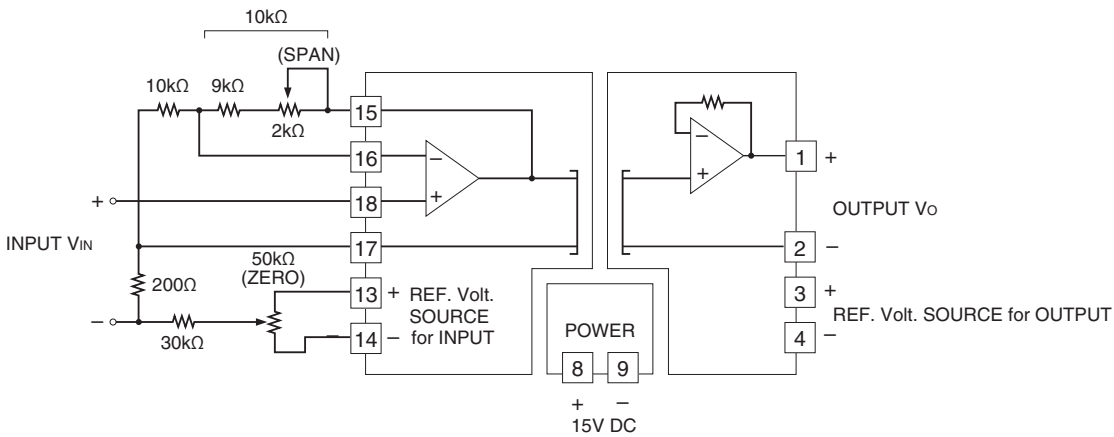 10kΩ
(SPAN)
10kΩ
9kΩ
2kΩ
15
16
−
+
18
+
INPUT VIN
17
200Ω
50kΩ
(ZERO)
13
+
REF. Volt.
SOURCE
for INPUT
−
30kΩ
14
−
−
+
1
+
OUTPUT VO
2
−
3
+
REF. Volt. SOURCE for OUTPUT
4
−
POWER
8
9
+
−
15V DC